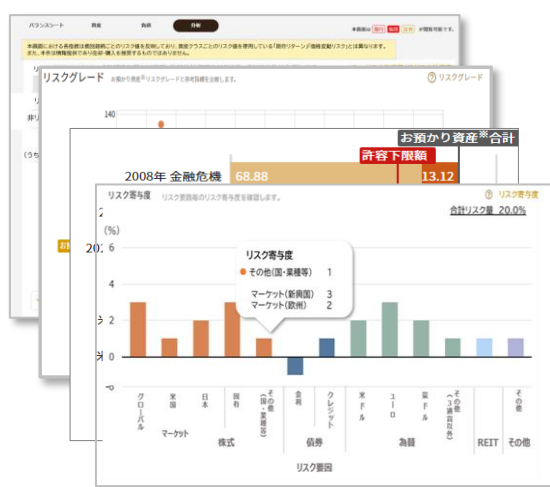 バランスシート 資産 負債 分析
リスクグレード お預かり資産※リスクグレードと参考指標を比較します。
リスクグレード
140
お預かり資産※合計
許容下限額
2008年 金融危機 68.88 13.12
リスク寄与度 リスク要因毎のリスク寄与度を確認します。
リスク寄与度
合計リスク量 20.0%
(%)
6
4
2
0
リスク寄与度
その他(国・業種等) 1
マーケット(新興国) 3
マーケット(欧州) 2
グローバル
米国
日本
固有
その他(国・業種等)
金利
クレジット
米ドル
ユーロ
豪ドル
その他(3通貨以外)
その他
マーケット
株式 債券 為替 REIT その他
リスク要因